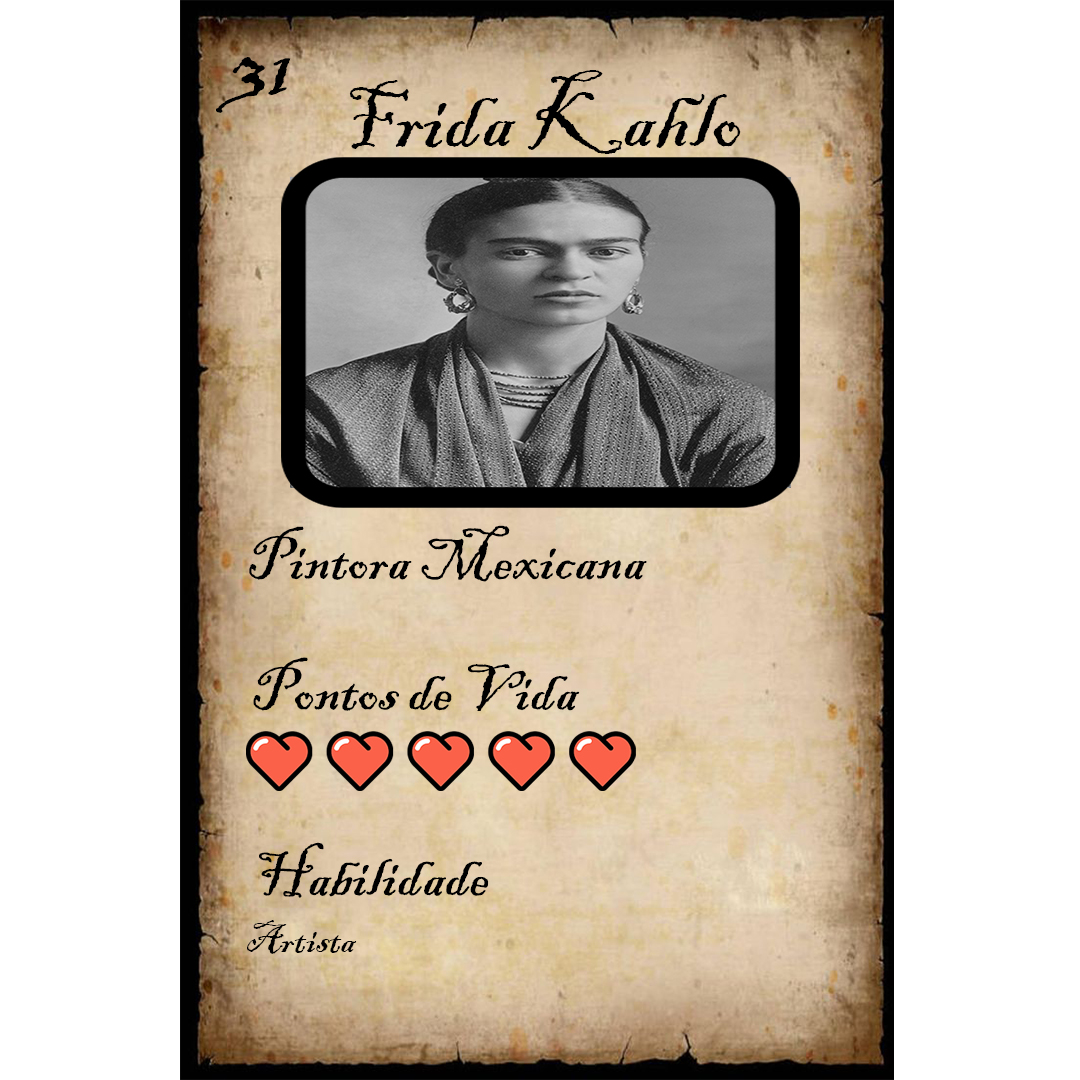 31
Frida Kahlo
Pintora Mexicana
Pontos de Vida
Habilidade
Artista